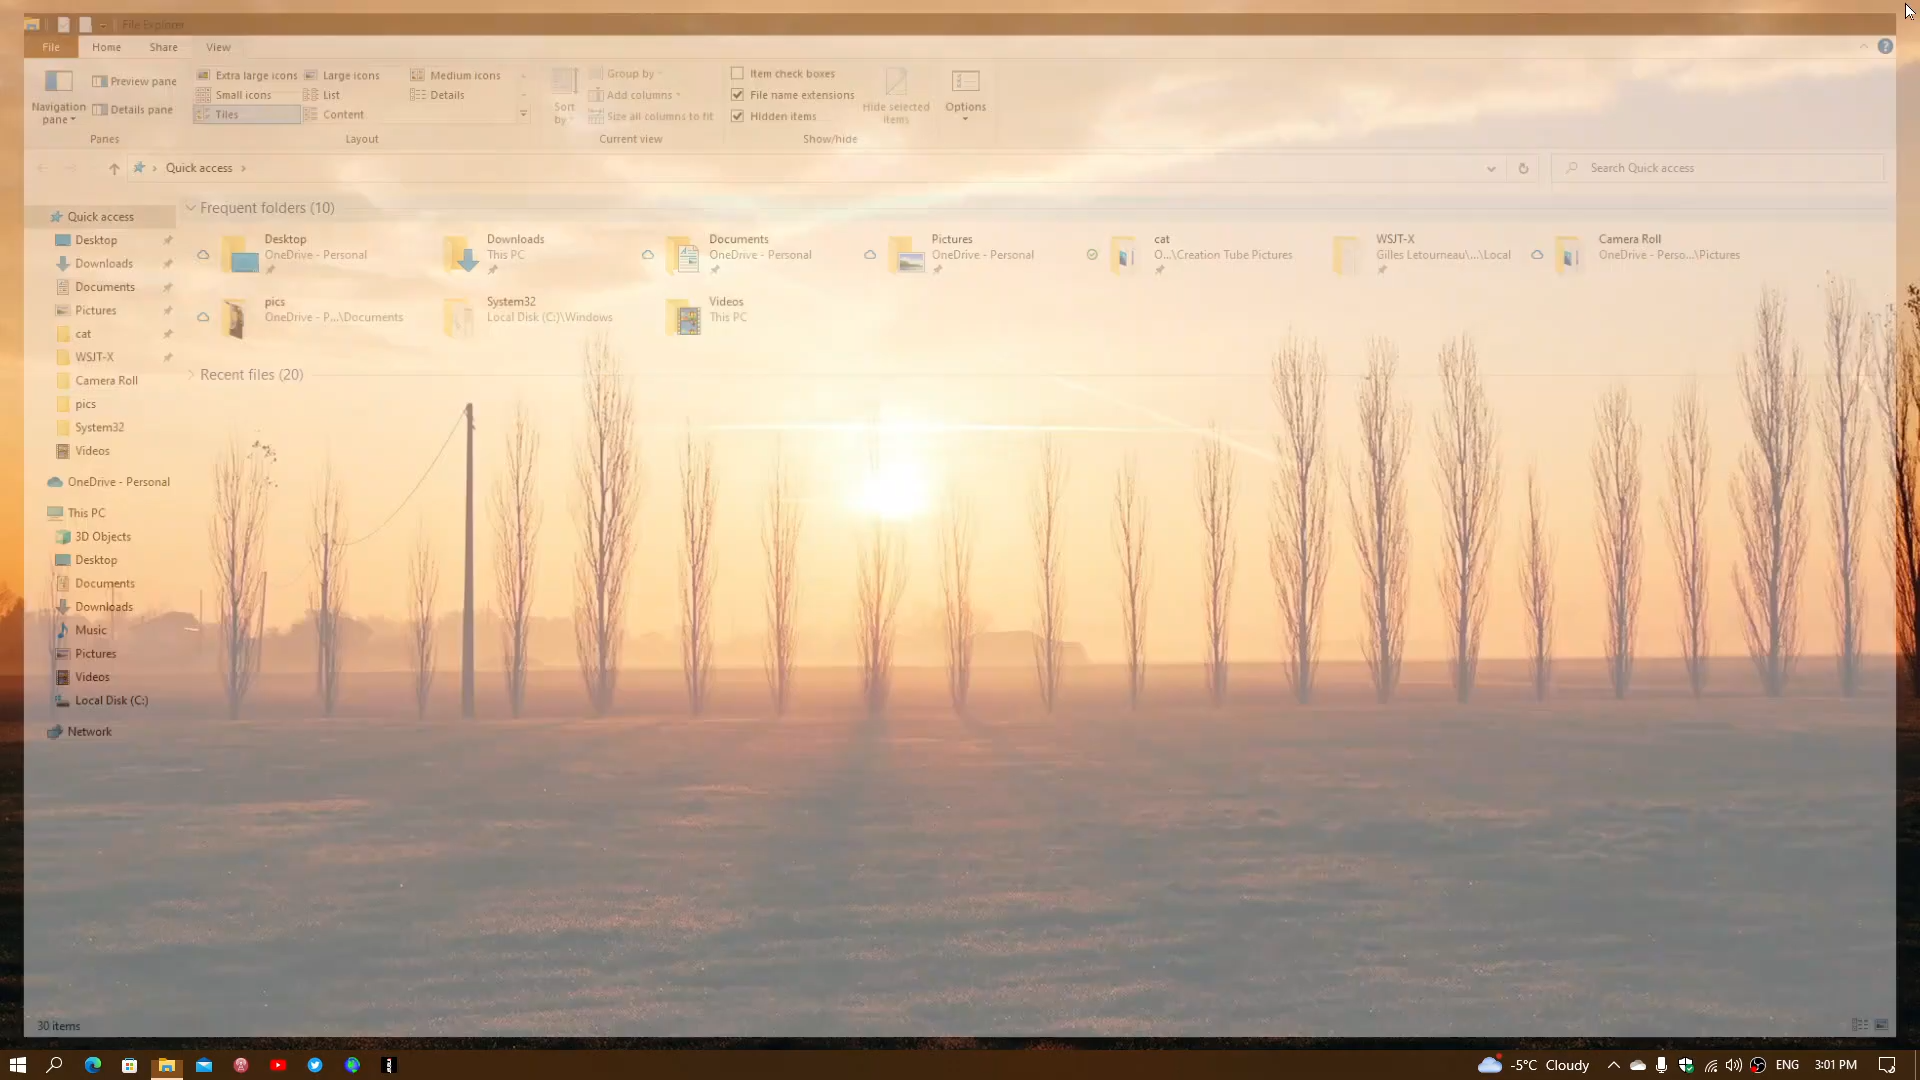 File Explorer
File Home Share View
Navigation pane
Preview pane
Details pane
Panes
Extra large icons Large icons Medium icons
Small icons List Details
Tiles Content
Layout
Sort by
Group by
Add columns
Size all columns to fit
Current view
Item check boxes
File name extensions
Hidden items
Hide selected items
Show/hide
Options
Quick access
Search Quick access
Quick access
Desktop
Downloads
Documents
Pictures
cat
WSJT-X
Camera Roll
pics
System32
Videos
OneDrive - Personal
This PC
3D Objects
Desktop
Documents
Downloads
Music
Pictures
Videos
Local Disk (C:)
Network
Frequent folders (10)
Desktop
OneDrive - Personal
Downloads
This PC
Documents
OneDrive - Personal
Pictures
OneDrive - Personal
cat
O...\Creation Tube Pictures
WSJT-X
Gilles Letourneau\...\Local
Camera Roll
OneDrive - Perso...\Pictures
pics
OneDrive - P...\Documents
System32
Local Disk (C:)\Windows
Videos
This PC
Recent files (20)
30 items
-5°C Cloudy ENG 3:01 PM